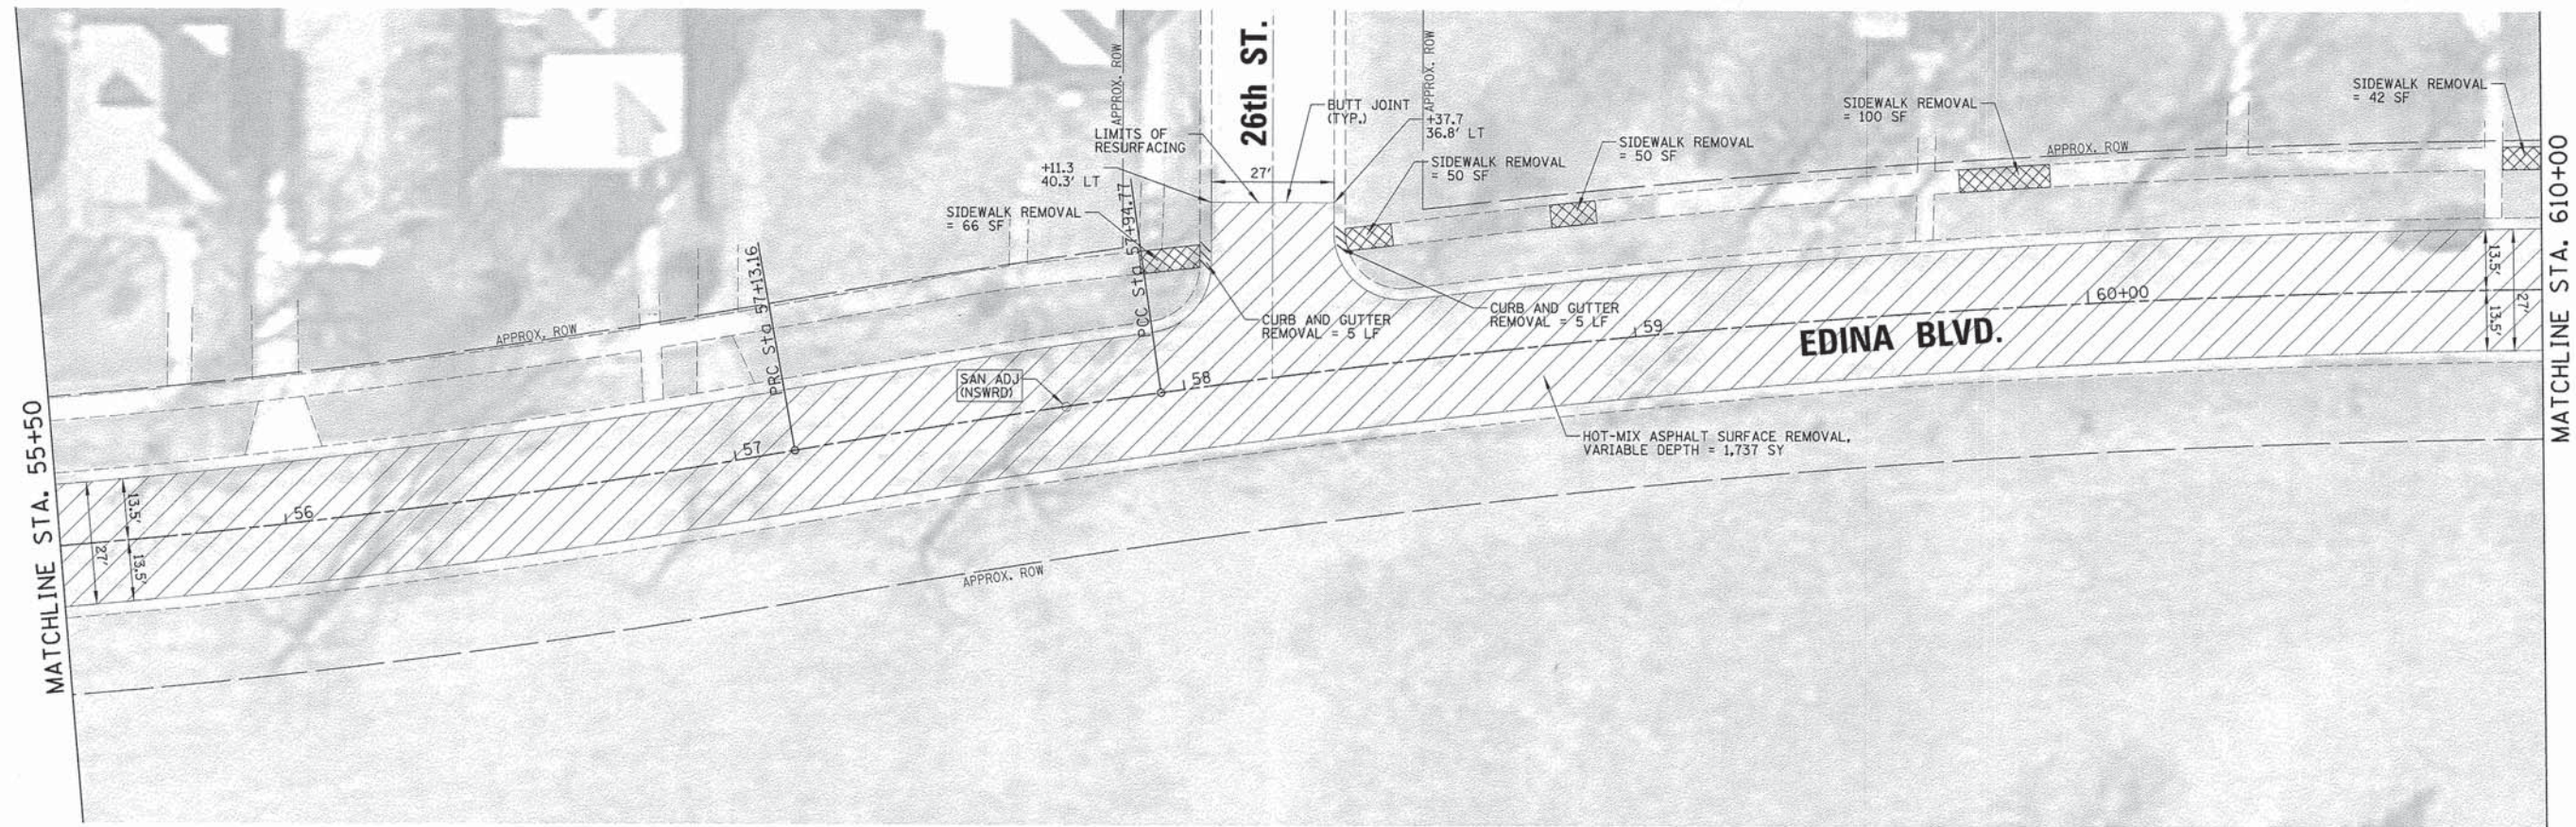 MATCHLINE STA. 55+50
APPROX. ROW
PRC Sta 57+13.16
SIDEWALK REMOVAL
= 66 SF
PCC Sta 57+94.77
APPROX. ROW
+11.3
40.3' LT
LIMITS OF
RESURFACING
26th ST.
27'
BUTT JOINT
(TYP.)
APPROX. ROW
+37.7
36.8' LT
SIDEWALK REMOVAL
= 50 SF
SIDEWALK REMOVAL
= 50 SF
SIDEWALK REMOVAL
= 100 SF
APPROX. ROW
SIDEWALK REMOVAL
= 42 SF
MATCHLINE STA. 610+00
CURB AND GUTTER
REMOVAL = 5 LF
CURB AND GUTTER
REMOVAL = 5 LF
SAN ADJ
(NSWRD)
56
57
58
59
60+00
EDINA BLVD.
13.5'
13.5'
27'
13.5'
13.5'
27'
HOT-MIX ASPHALT SURFACE REMOVAL,
VARIABLE DEPTH = 1,737 SY
APPROX. ROW